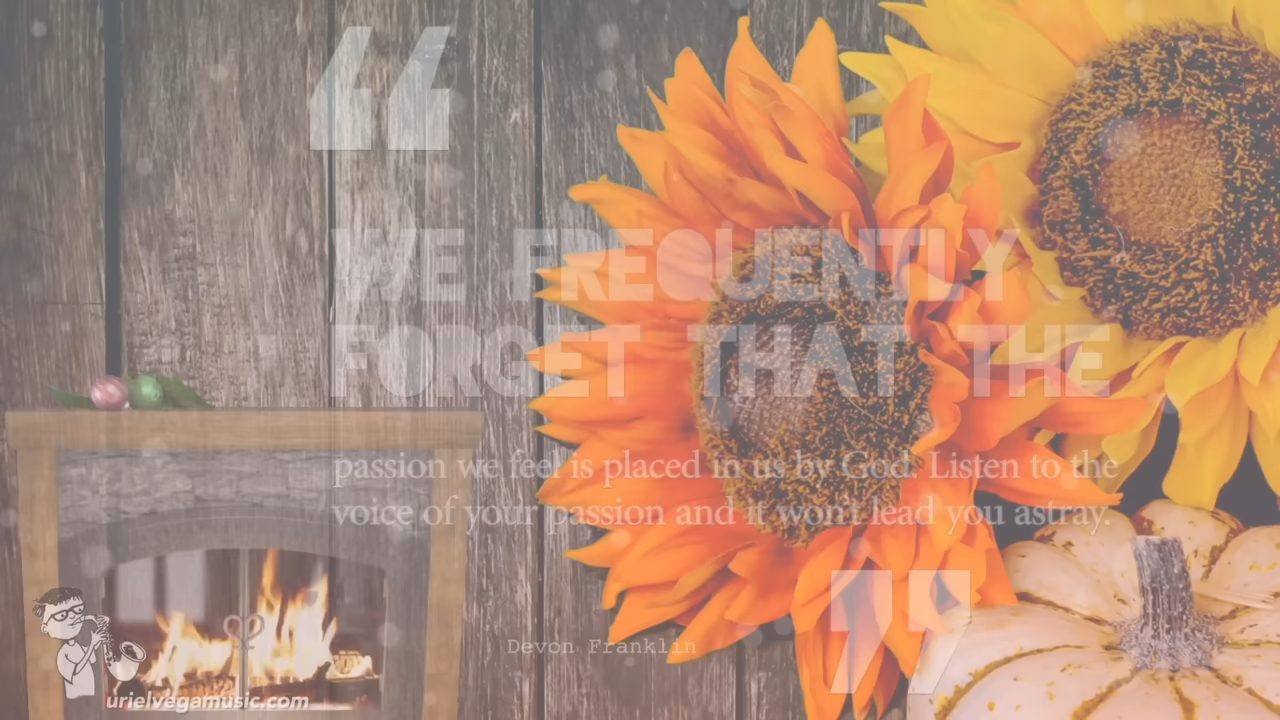 “
WE FREQUENTLY
FORGET THAT THE
passion we feel is placed in us by God. Listen to the
voice of your passion and it won't lead you astray.
”
Devon Franklin
urielvegamusic.com